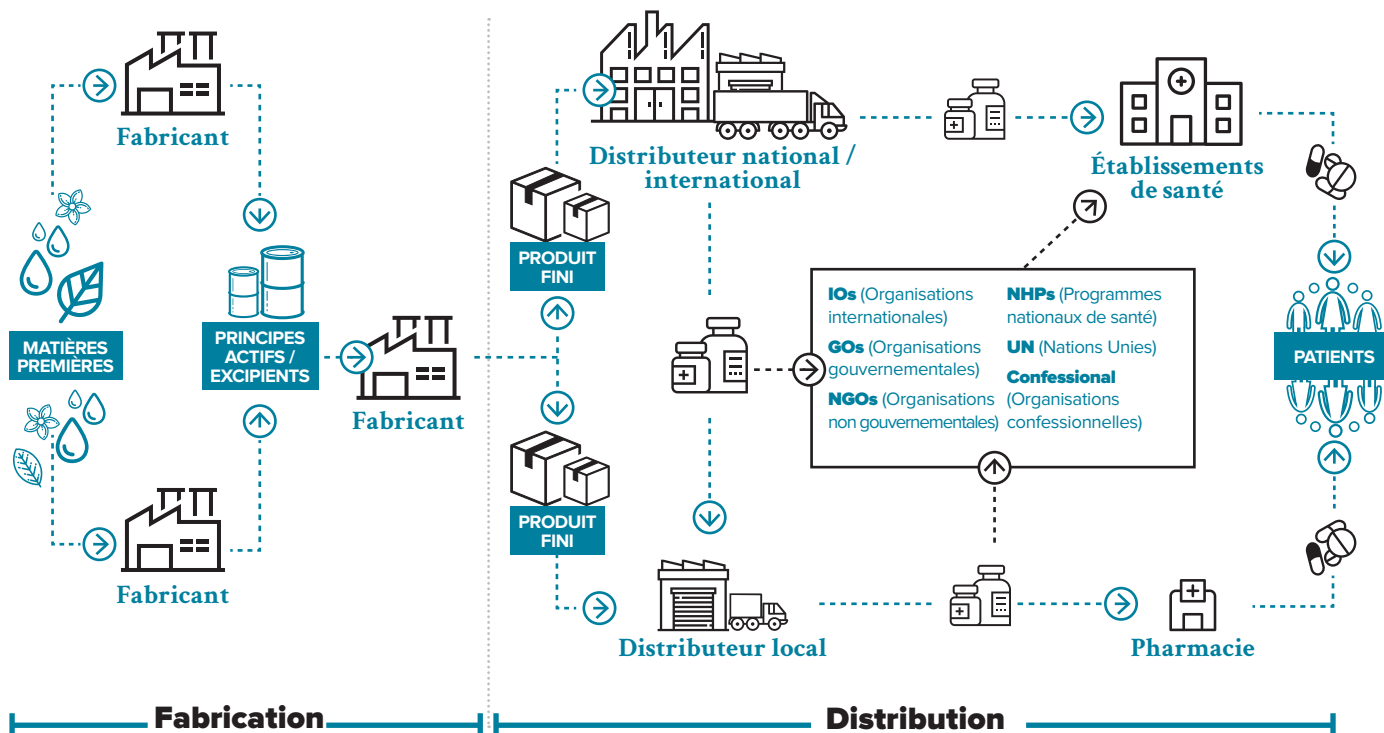 Fabricant
MATIÈRES
PREMIÈRES
PRINCIPES
ACTIFS /
EXCIPIENTS
Fabricant
Fabricant
PRODUIT
FINI
PRODUIT
FINI
Distributeur national /
international
Établissements
de santé
IOs (Organisations
internationales)
GOs (Organisations
gouvernementales)
NGOs (Organisations
non gouvernementales)
NHPs (Programmes
nationaux de santé)
UN (Nations Unies)
Confessional
(Organisations
confessionnelles)
PATIENTS
Distributeur local
Pharmacie
Fabrication
Distribution